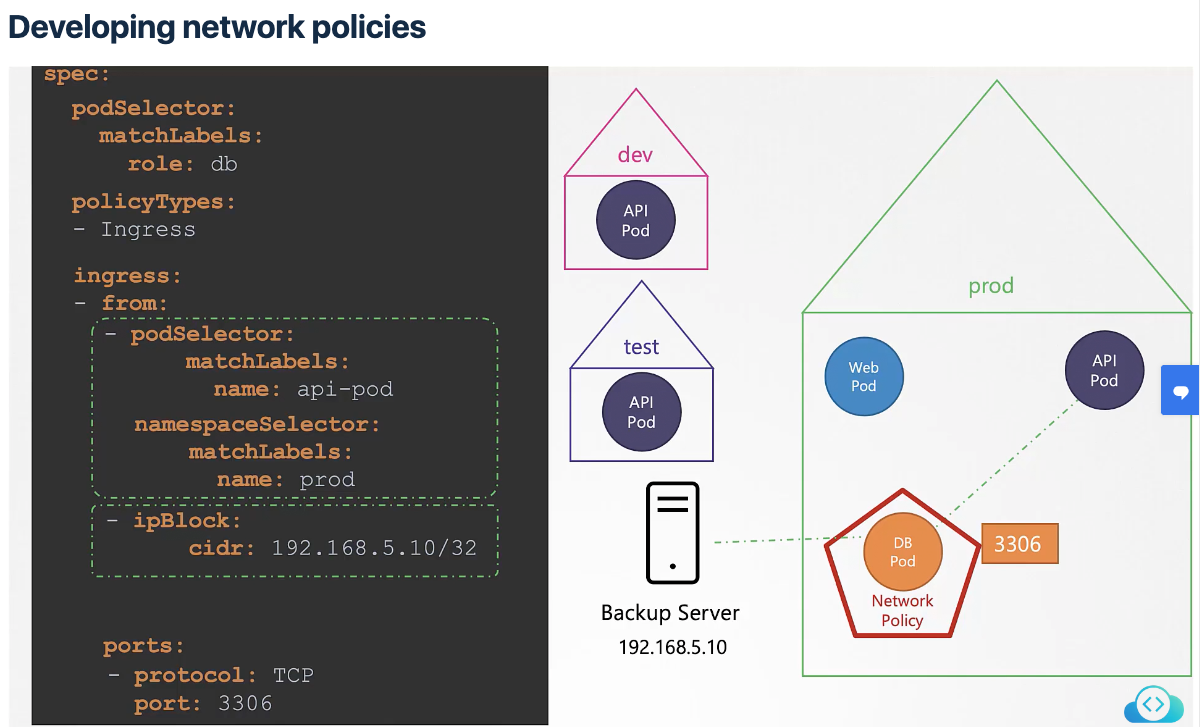 Developing network policies
spec:
podSelector:
matchLabels:
role: db
policyTypes:
- Ingress
ingress:
- from:
- podSelector:
matchLabels:
name: api-pod
namespaceSelector:
matchLabels:
name: prod
- ipBlock:
cidr: 192.168.5.10/32
ports:
- protocol: TCP
port: 3306
dev
API
Pod
test
API
Pod
Backup Server
192.168.5.10
prod
Web
Pod
API
Pod
DB
Pod
Network
Policy
3306